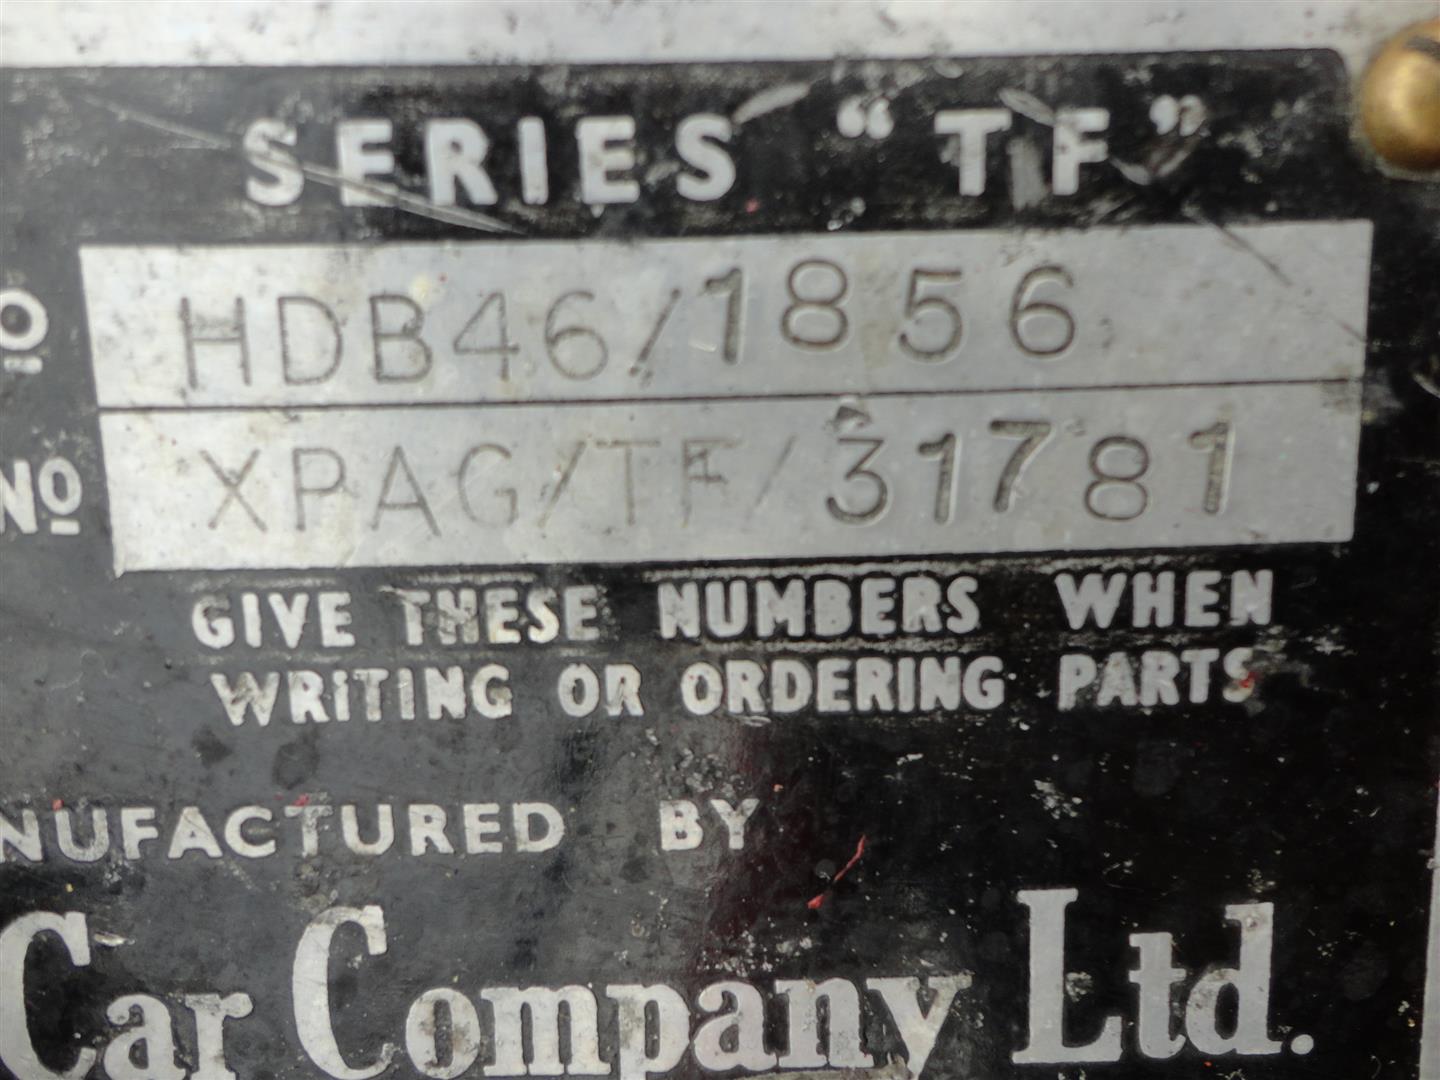 SERIES "TF"
O HDB46/1856
No XPAG/TF/31781
GIVE THESE NUMBERS WHEN
WRITING OR ORDERING PARTS
NUFACTURED BY
Car Company Ltd.